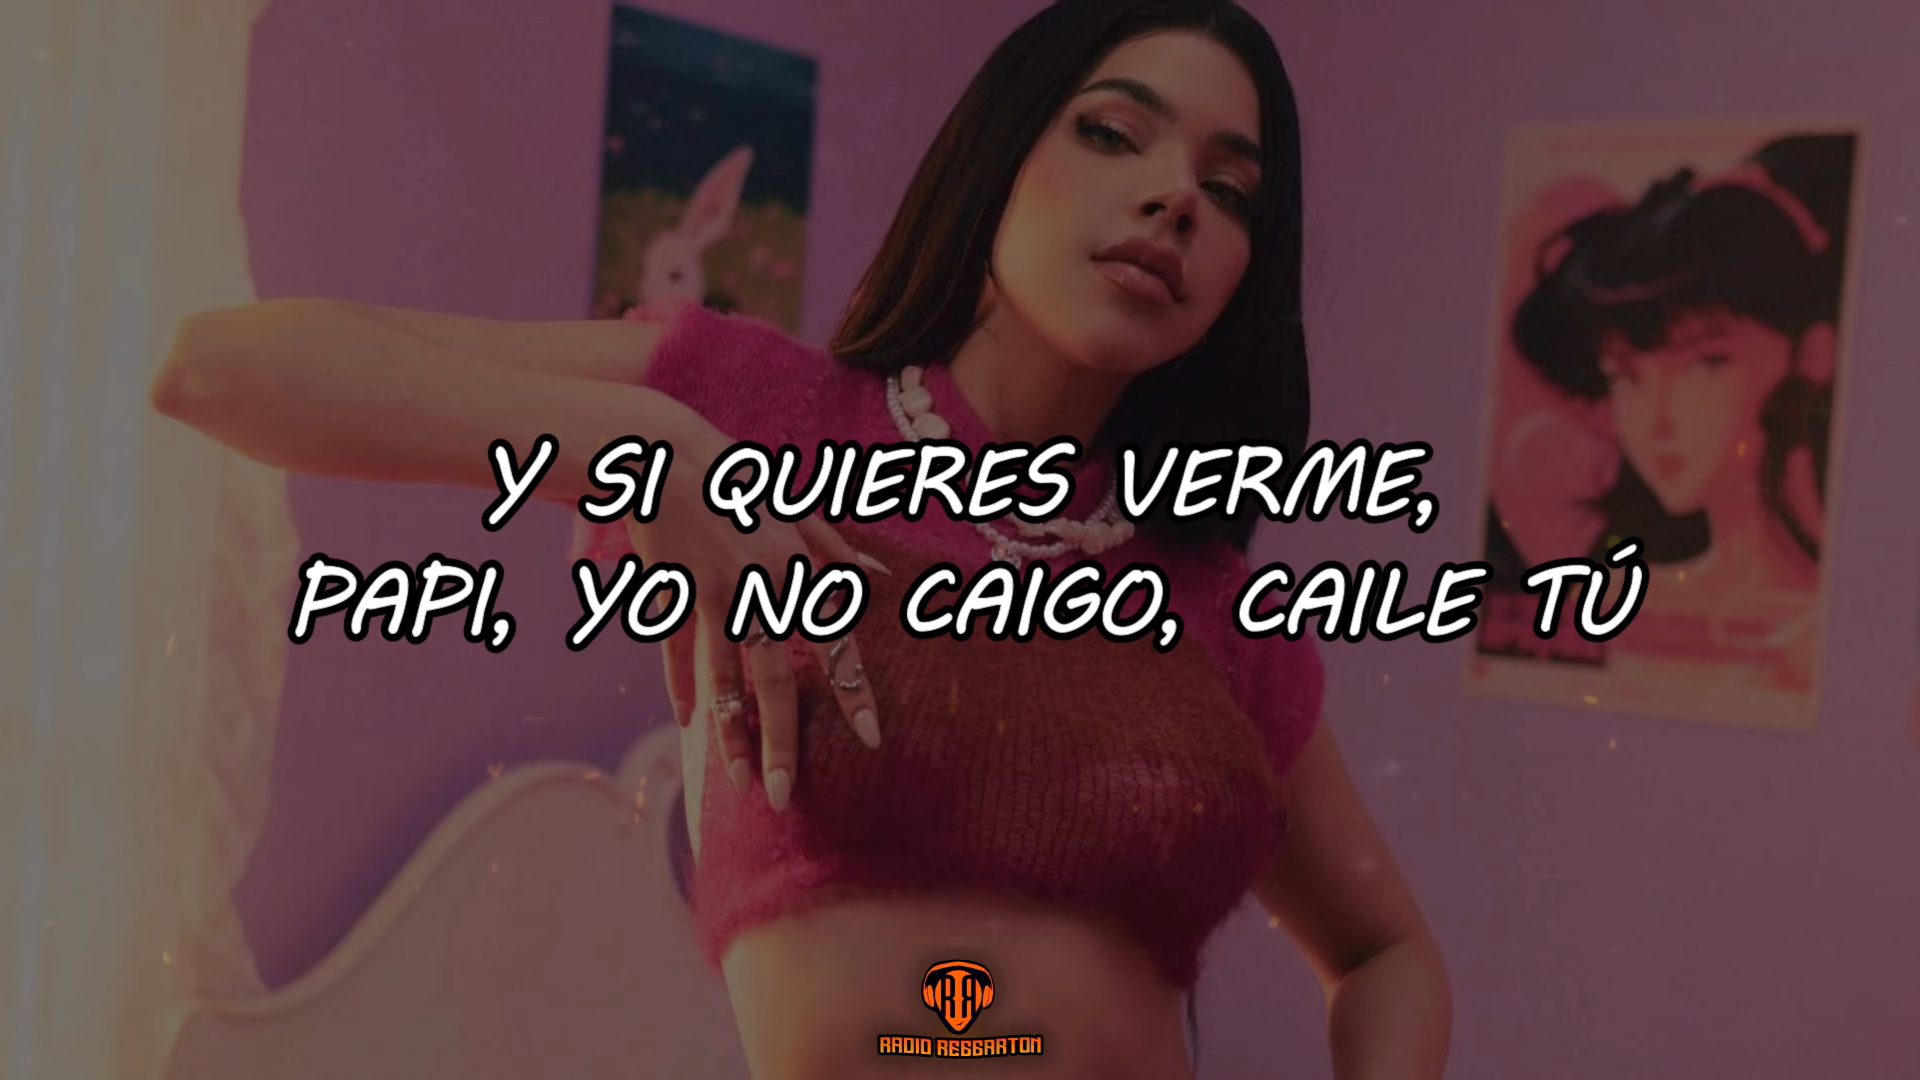 Y SI QUIERES VERME,
PAPI, YO NO CAIGO, CAILE TÚ
RADIO REGGAETON